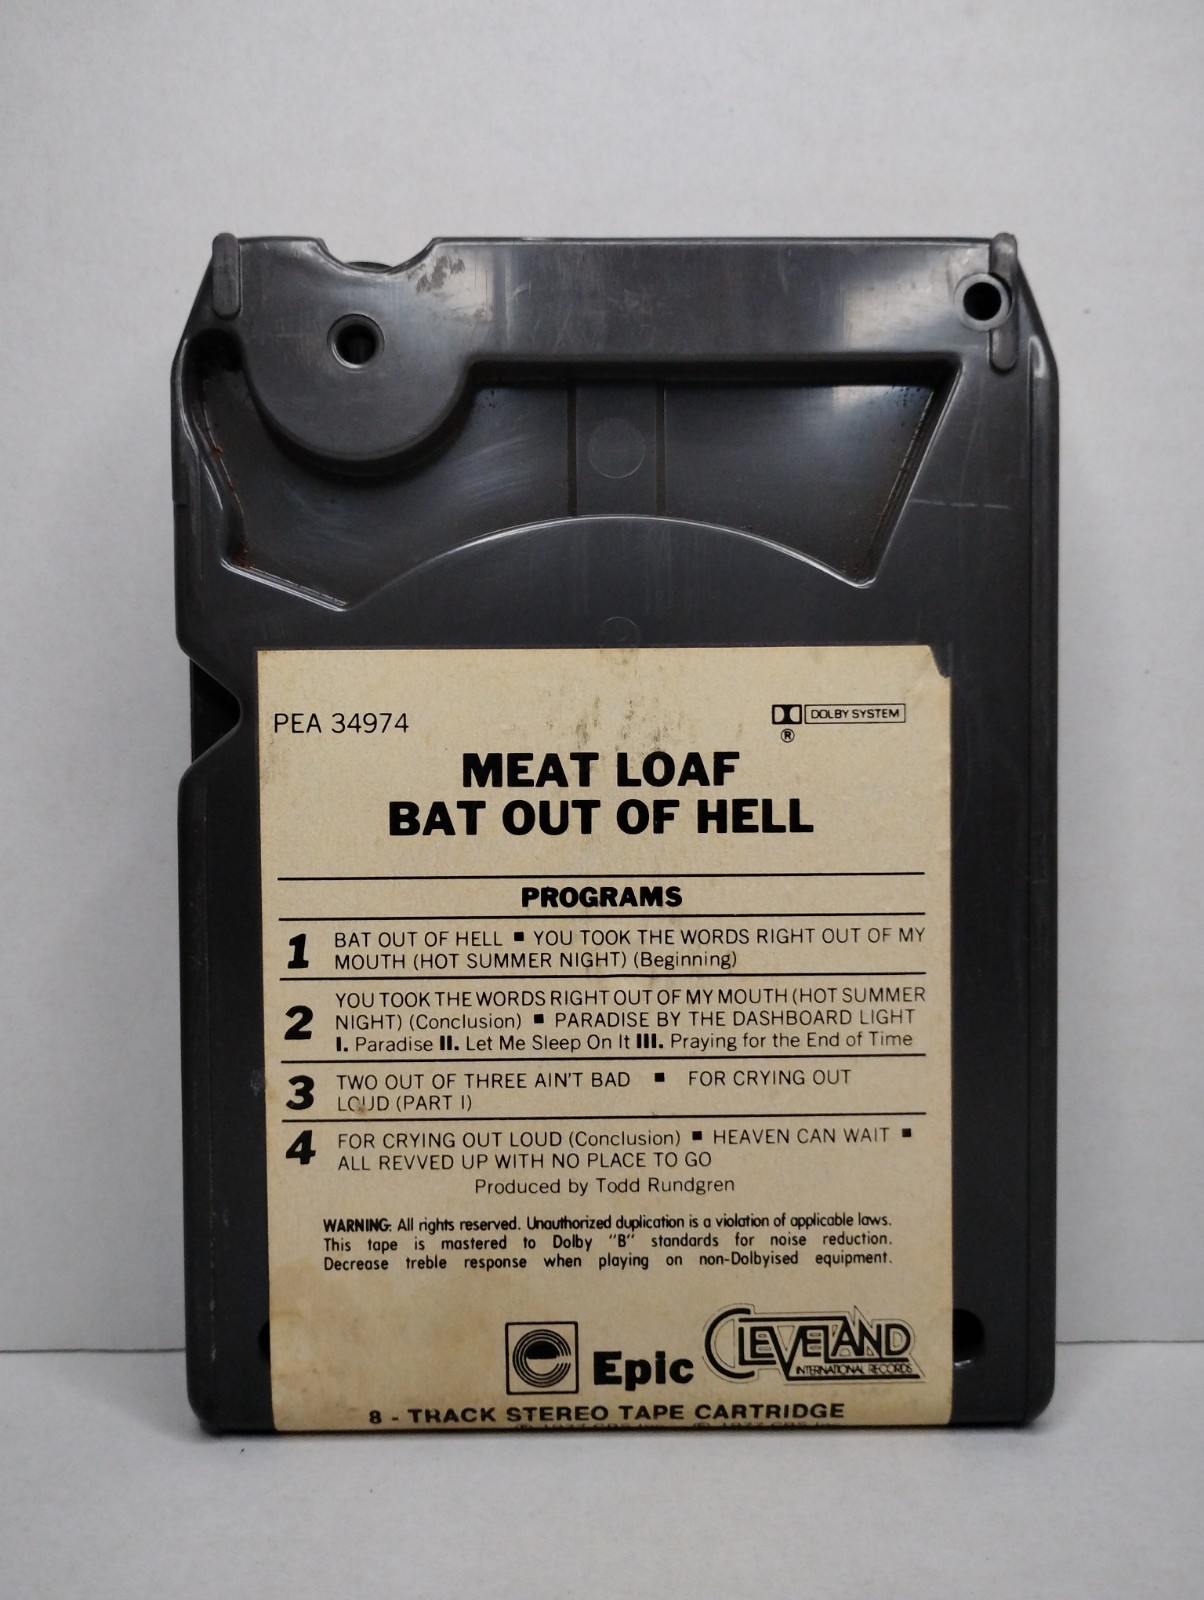 PEA 34974
DOLBY SYSTEM
®
MEAT LOAF
BAT OUT OF HELL
PROGRAMS
1 BAT OUT OF HELL ■ YOU TOOK THE WORDS RIGHT OUT OF MY
MOUTH (HOT SUMMER NIGHT) (Beginning)
2 YOU TOOK THE WORDS RIGHT OUT OF MY MOUTH (HOT SUMMER
NIGHT) (Conclusion) ■ PARADISE BY THE DASHBOARD LIGHT
I. Paradise II. Let Me Sleep On It III. Praying for the End of Time
3 TWO OUT OF THREE AIN'T BAD ■ FOR CRYING OUT
LOUD (PART I)
4 FOR CRYING OUT LOUD (Conclusion) ■ HEAVEN CAN WAIT ■
ALL REVVED UP WITH NO PLACE TO GO
Produced by Todd Rundgren
WARNING: All rights reserved. Unauthorized duplication is a violation of applicable laws.
This tape is mastered to Dolby "B" standards for noise reduction.
Decrease treble response when playing on non-Dolbyised equipment.
e Epic CLEVELAND
INTERNATIONAL RECORDS
8 - TRACK STEREO TAPE CARTRIDGE